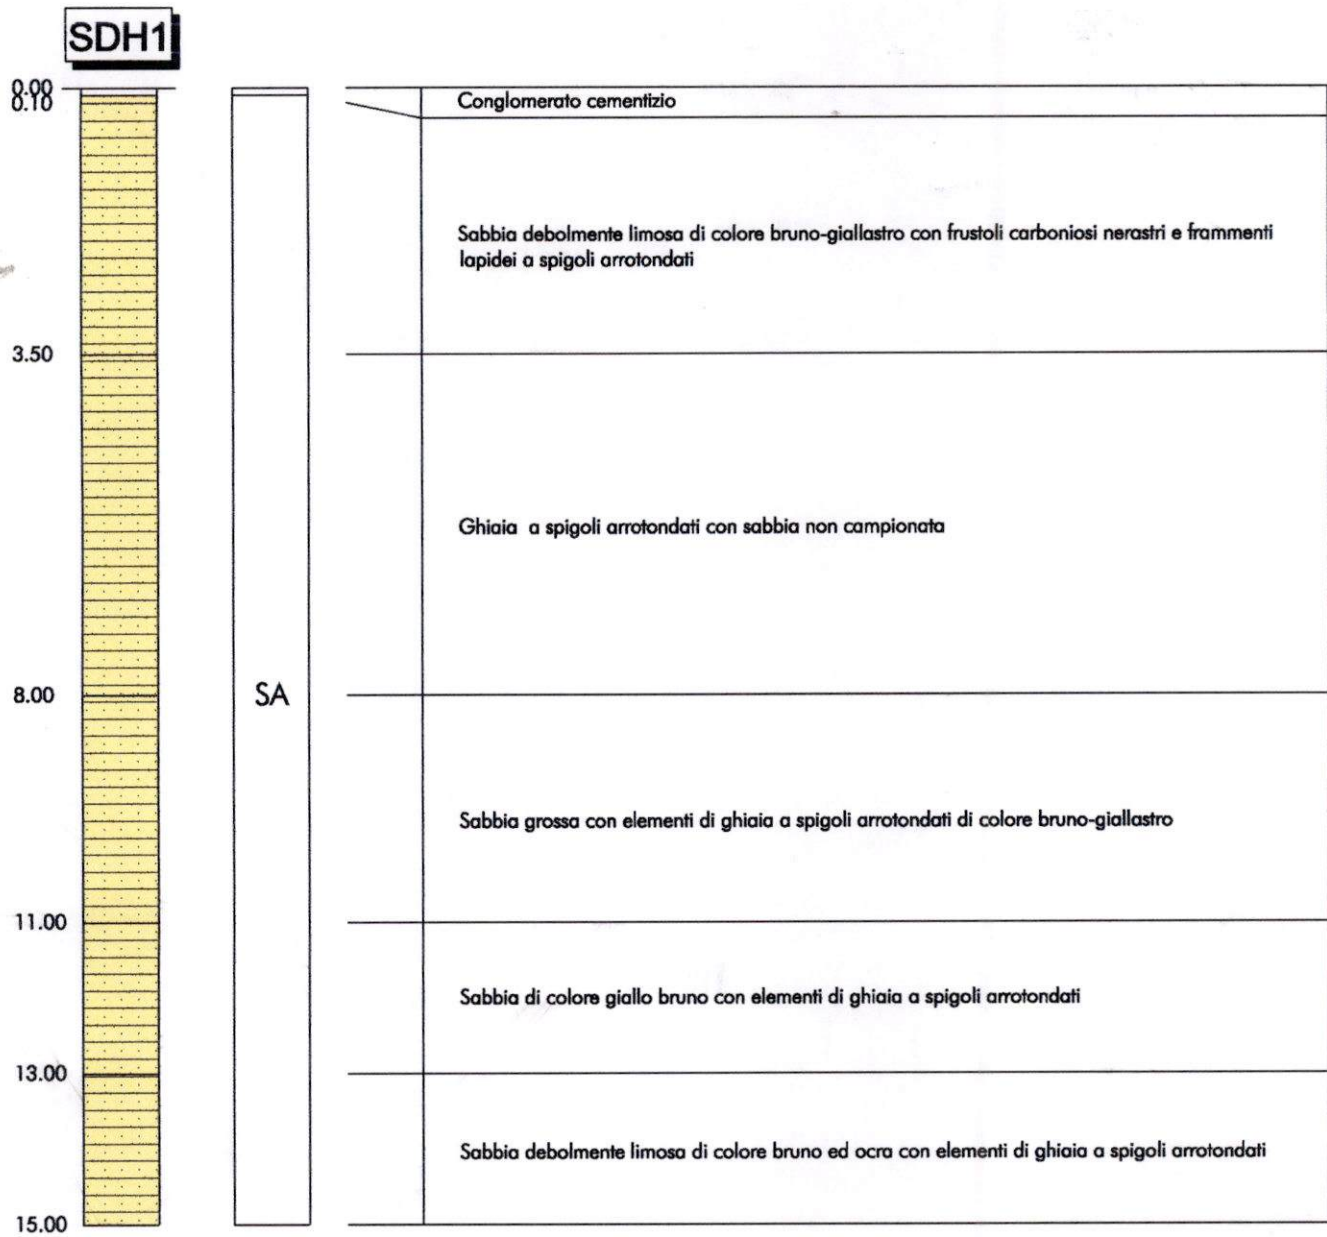 SDH1
0.00
0.10
Conglomerato cementizio
Sabbia debolmente limosa di colore bruno-giallastro con frustoli carboniosi nerastri e frammenti
lapidei a spigoli arrotondati
3.50
Ghiaia a spigoli arrotondati con sabbia non campionata
8.00
SA
Sabbia grossa con elementi di ghiaia a spigoli arrotondati di colore bruno-giallastro
11.00
Sabbia di colore giallo bruno con elementi di ghiaia a spigoli arrotondati
13.00
Sabbia debolmente limosa di colore bruno ed ocra con elementi di ghiaia a spigoli arrotondati
15.00